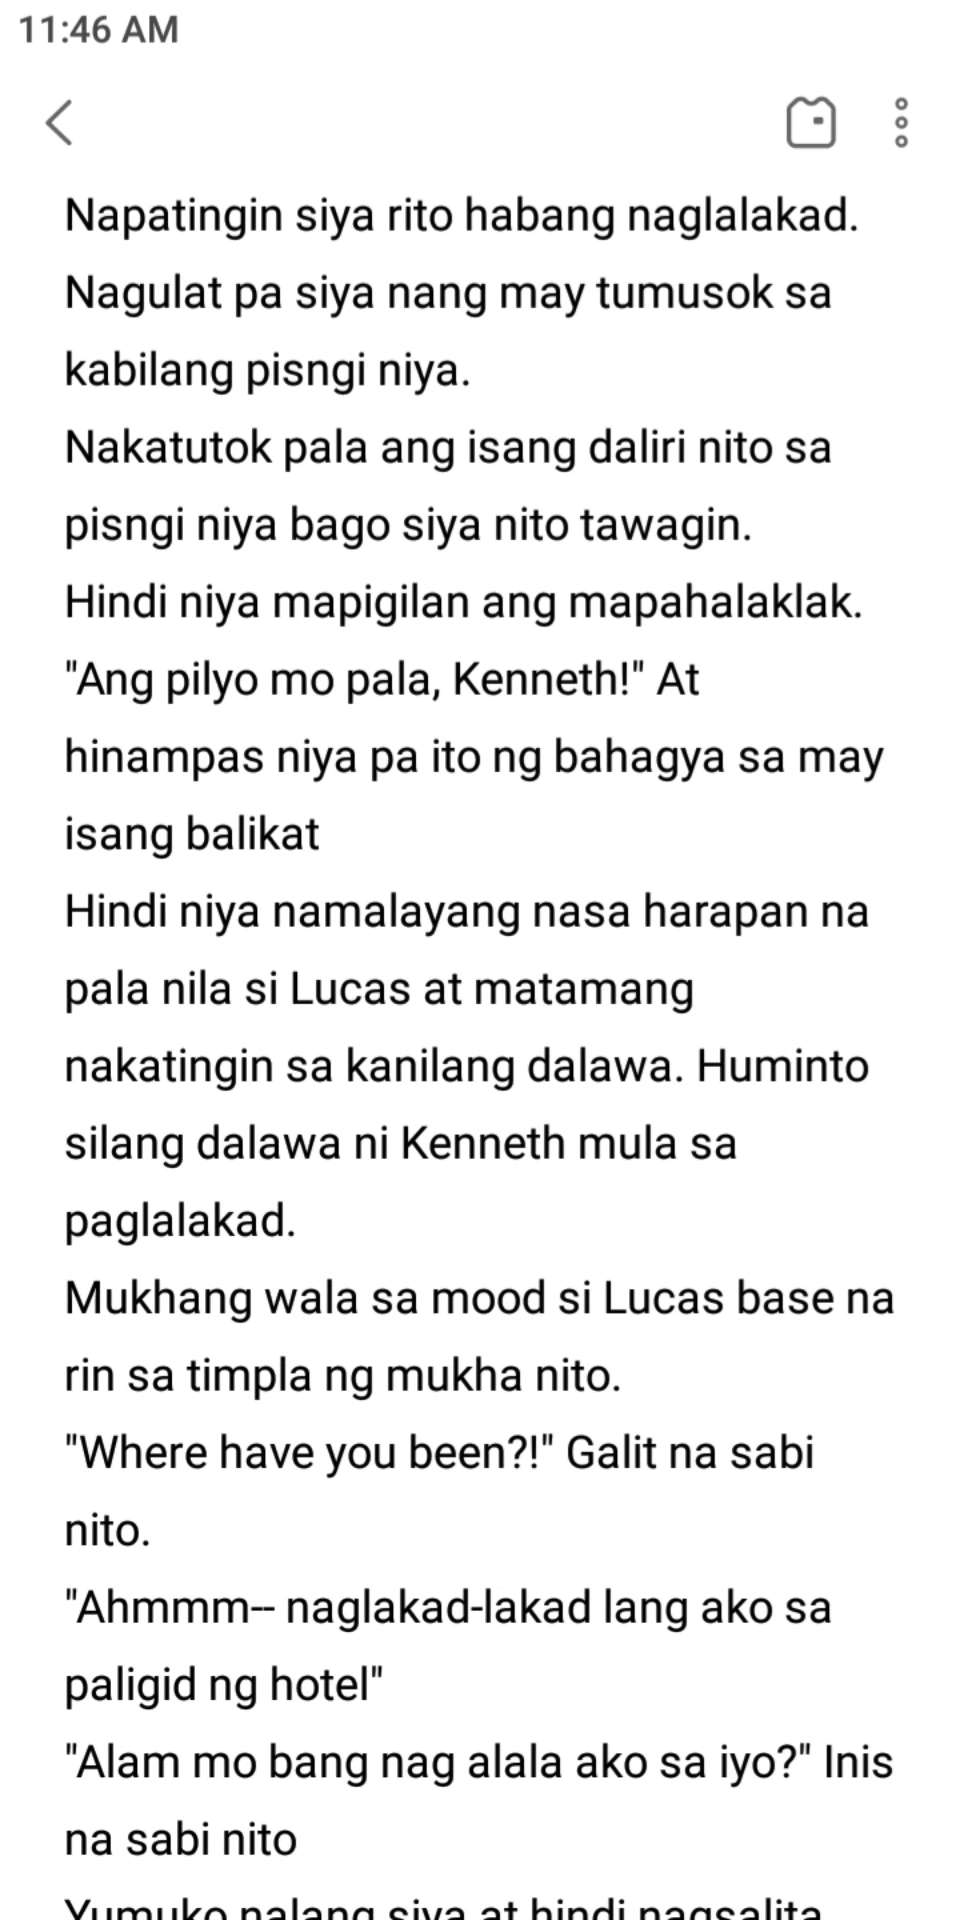 11:46 AM
Napatingin siya rito habang naglalakad.
Nagulat pa siya nang may tumusok sa
kabilang pisngi niya.
Nakatutok pala ang isang daliri nito sa
pisngi niya bago siya nito tawagin.
Hindi niya mapigilan ang mapahalaklak.
"Ang pilyo mo pala, Kenneth!" At
hinampas niya pa ito ng bahagya sa may
isang balikat
Hindi niya namalayang nasa harapan na
pala nila si Lucas at matamang
nakatingin sa kanilang dalawa. Huminto
silang dalawa ni Kenneth mula sa
paglalakad.
Mukhang wala sa mood si Lucas base na
rin sa timpla ng mukha nito.
"Where have you been?!" Galit na sabi
nito.
"Ahmmm-- naglakad-lakad lang ako sa
paligid ng hotel"
"Alam mo bang nag alala ako sa iyo?" Inis
na sabi nito
Yumuko nalang siya at hindi nagsalita